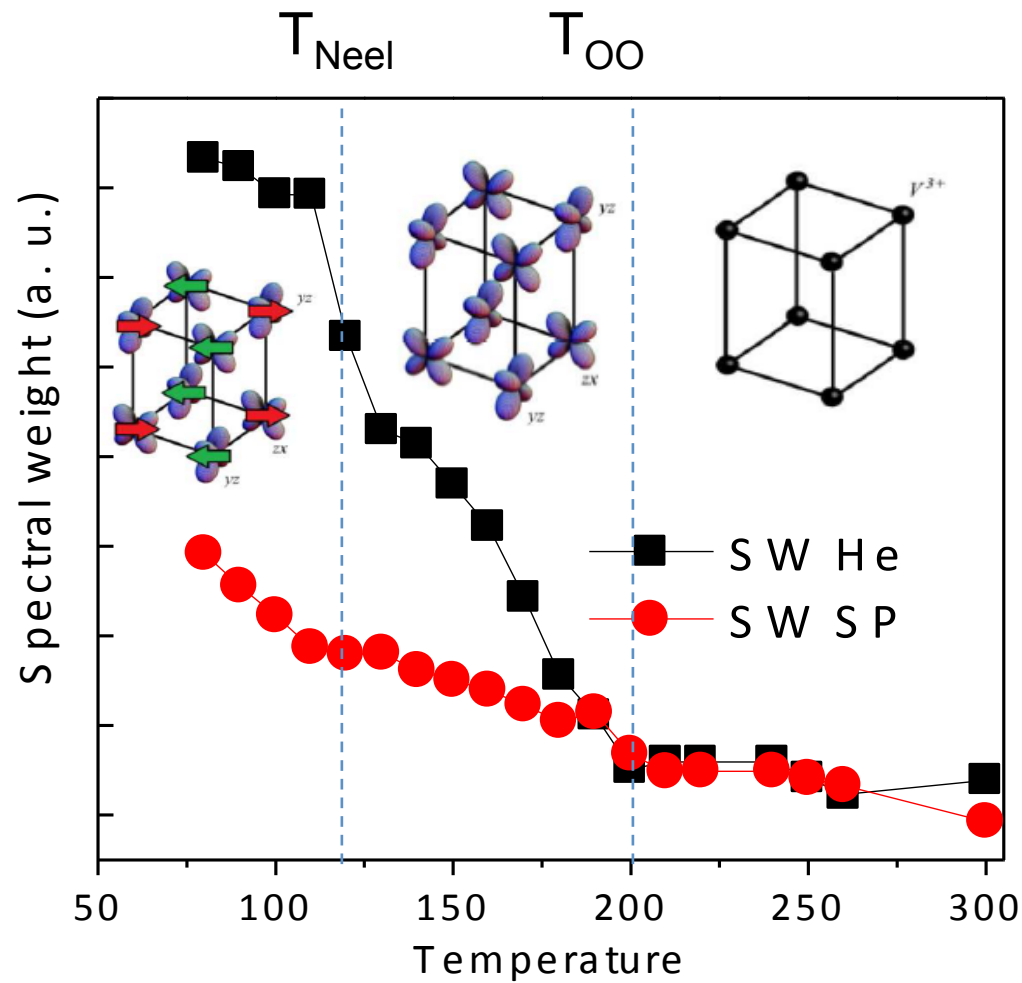 T_Neel T_OO
Spectral weight (a. u.)
yz
zx
yz
yz
zx
yz
V³⁺
SW He
SW SP
50 100 150 200 250 300
Temperature